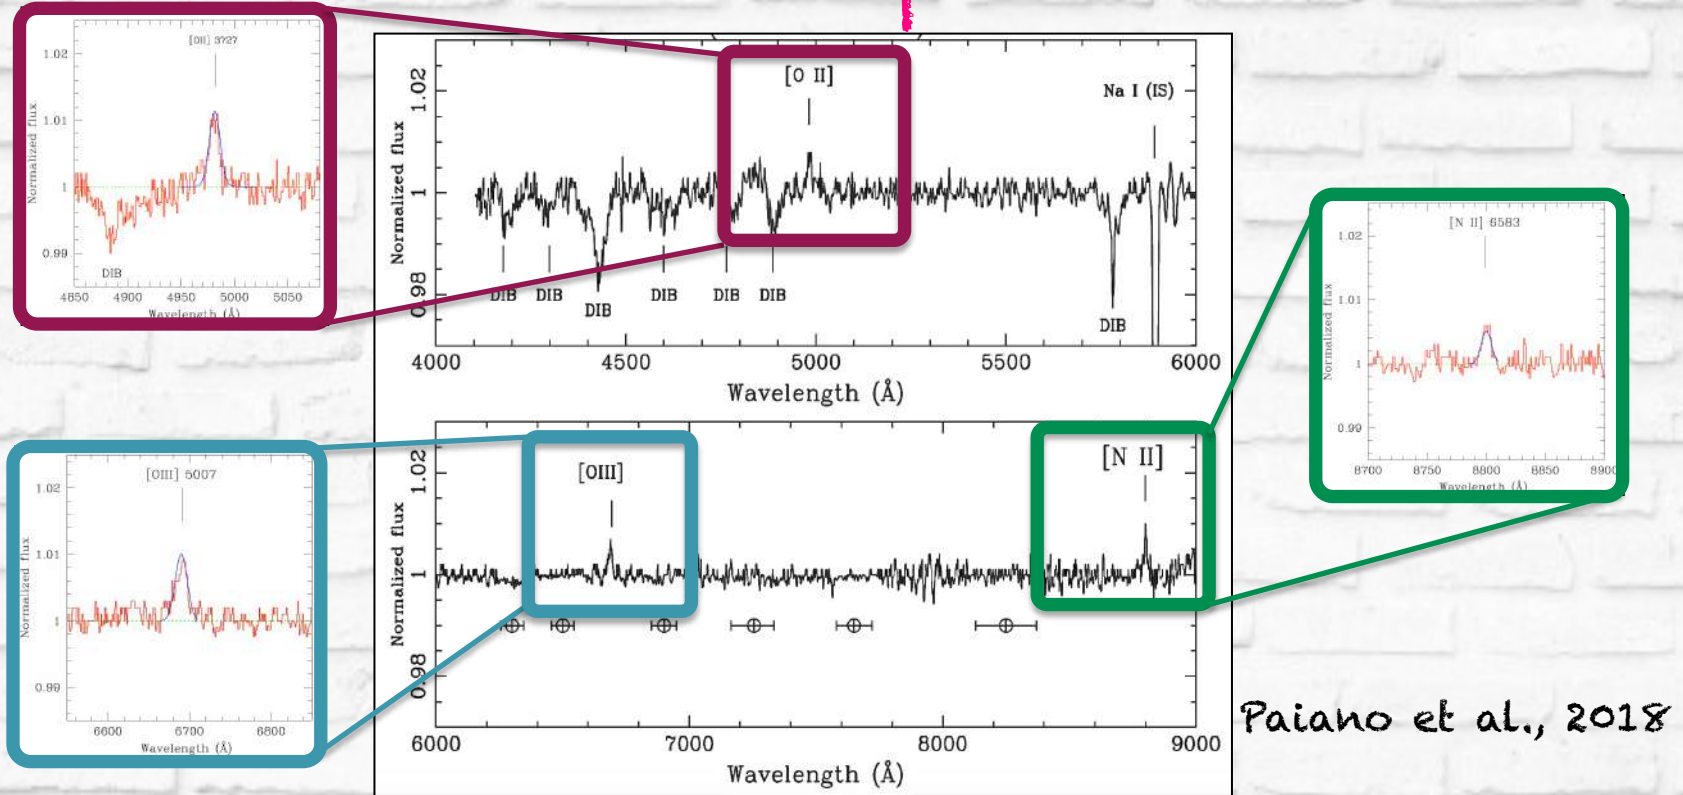 [OII] 3727
1.02
1.01
1
0.99
Normalized flux
DIB
4850 4900 4950 5000 5050
Wavelength (Å)
[O II]
Na I (IS)
1.02
1
0.98
Normalized flux
DIB DIB DIB DIB DIB
DIB
DIB
4000 4500 5000 5500 6000
Wavelength (Å)
[N II] 6583
1.02
1.01
1
0.99
Normalized flux
8700 8750 8800 8850 8900
Wavelength (Å)
[OIII] 5007
1.02
1.01
1
0.99
Normalized flux
6600 6700 6800
Wavelength (Å)
[OIII]
[N II]
1.02
1
0.98
Normalized flux
6000 7000 8000 9000
Wavelength (Å)
Paiano et al., 2018